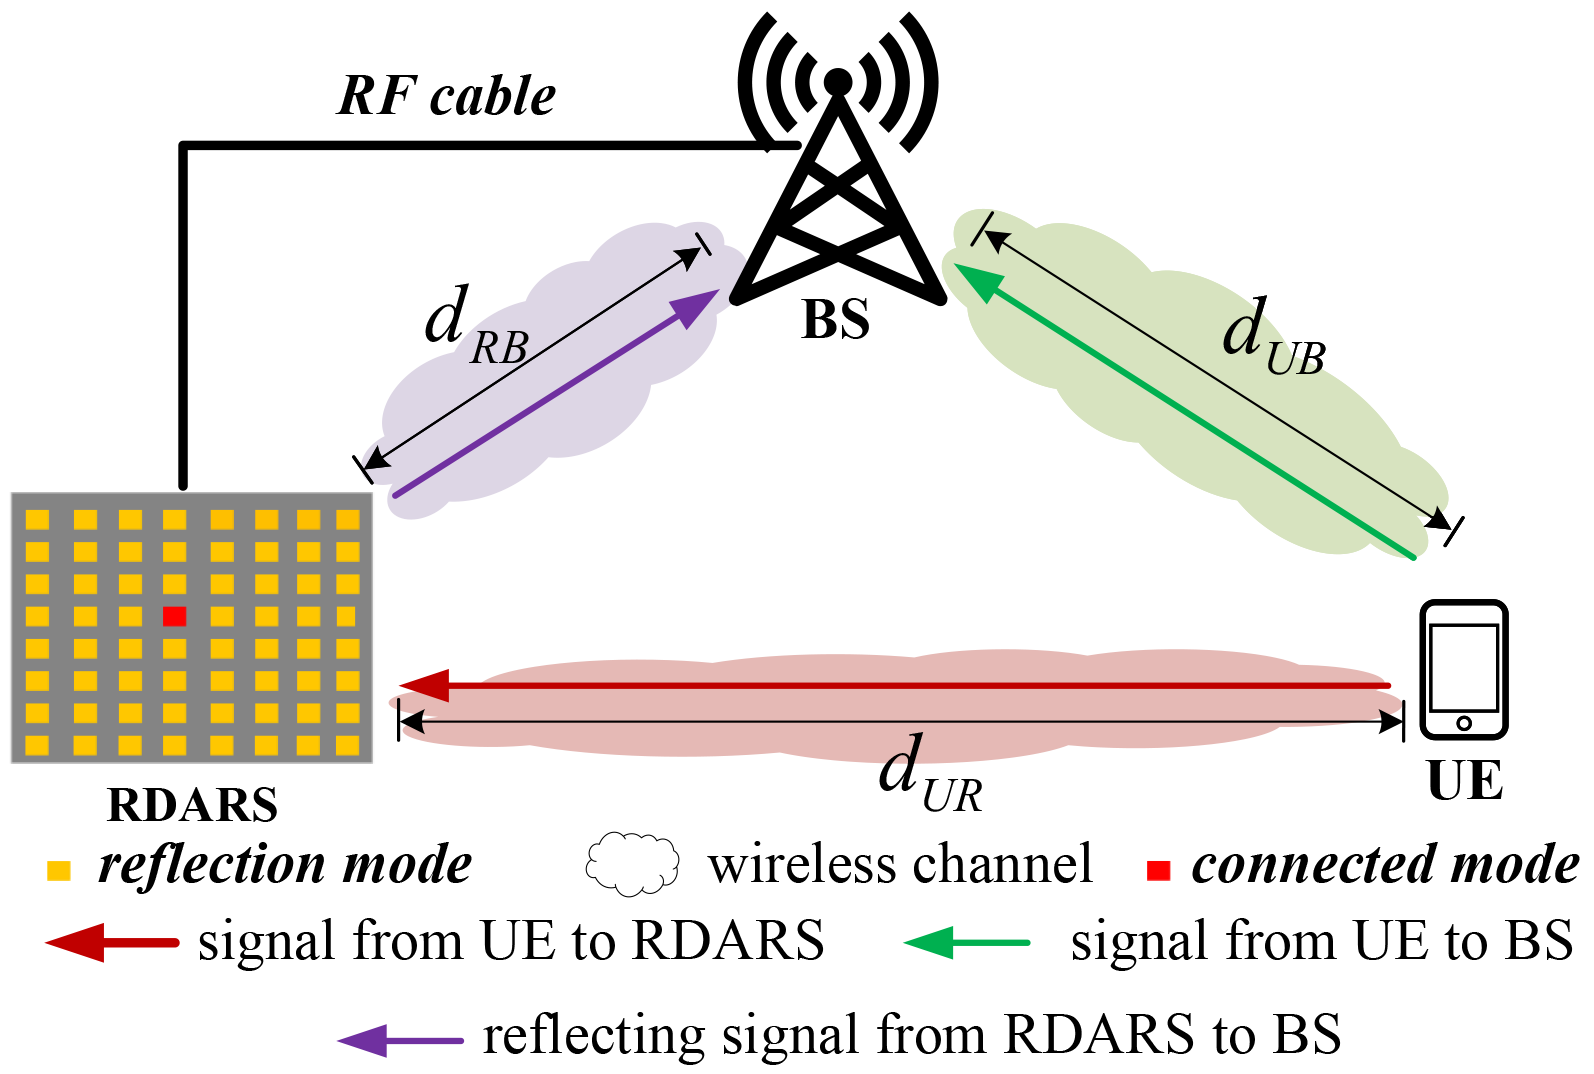 RF cable
BS
d_{RB}
d_{UB}
d_{UR}
RDARS
UE
reflection mode
wireless channel
connected mode
signal from UE to RDARS
signal from UE to BS
reflecting signal from RDARS to BS